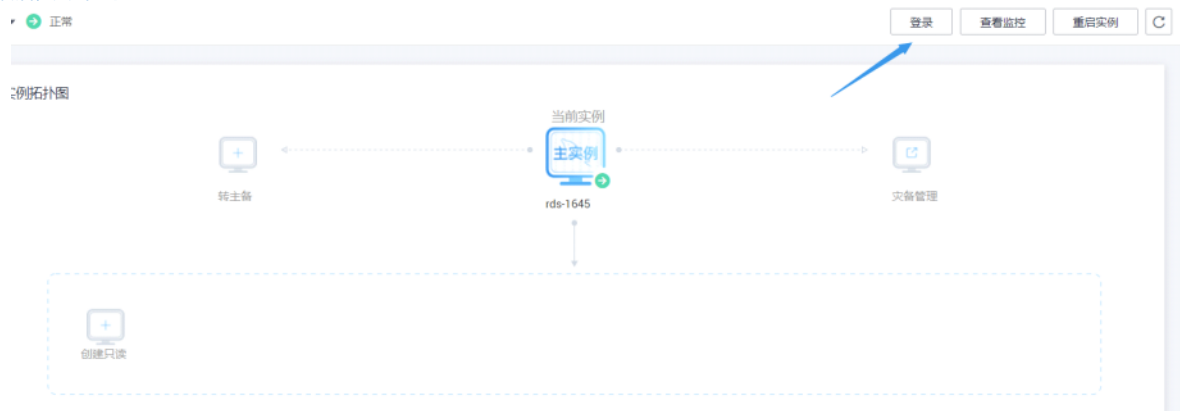 正常
登录
查看监控
重启实例
实例拓扑图
当前实例
主实例
转主备
rds-1645
灾备管理
创建只读